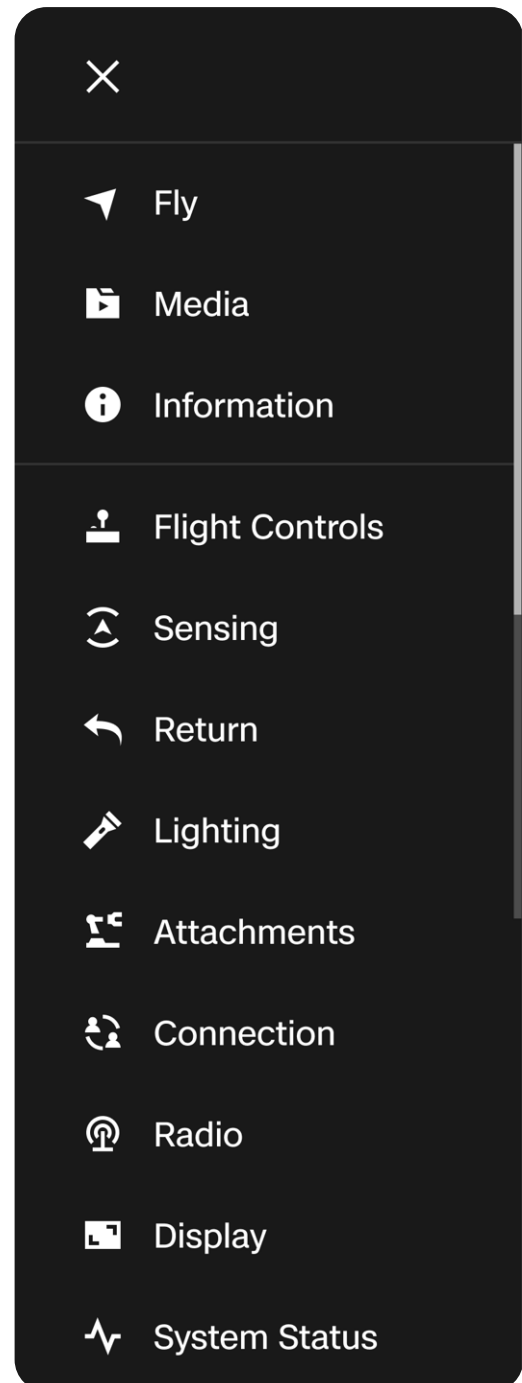 Fly
Media
Information
Flight Controls
Sensing
Return
Lighting
Attachments
Connection
Radio
Display
System Status